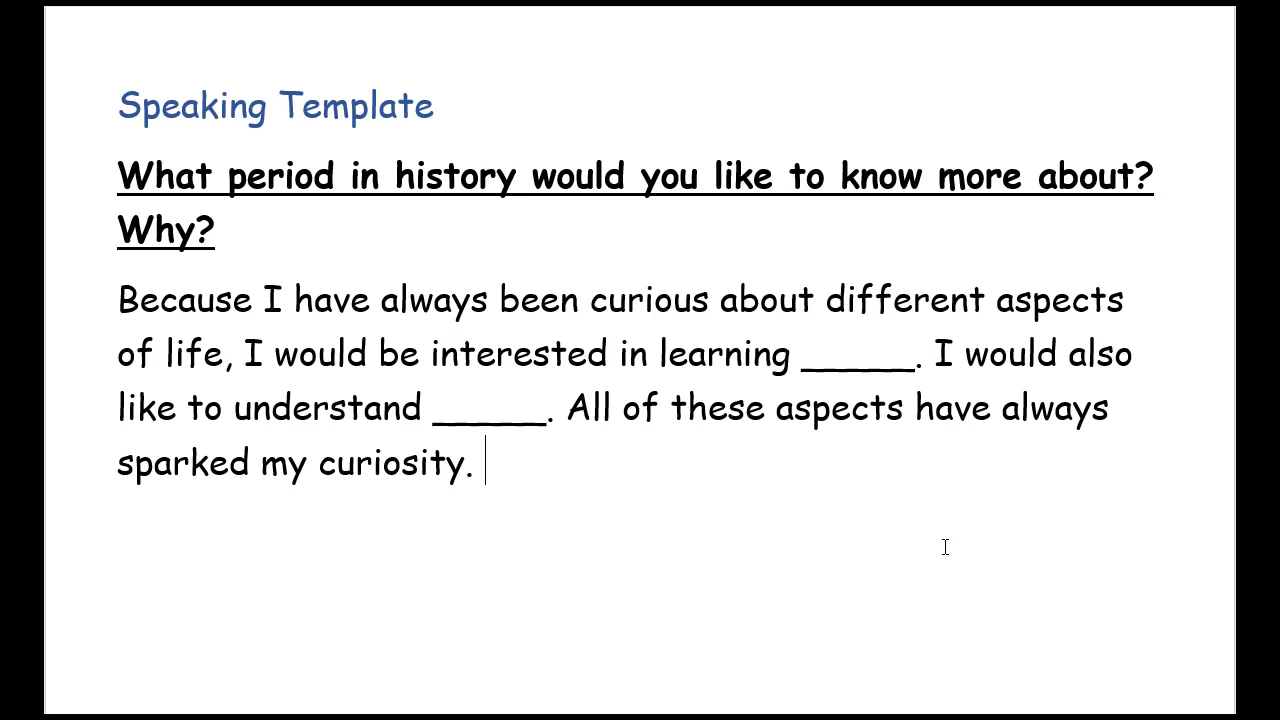 Speaking Template
What period in history would you like to know more about?
Why?
Because I have always been curious about different aspects
of life, I would be interested in learning ______. I would also
like to understand ______. All of these aspects have always
sparked my curiosity.